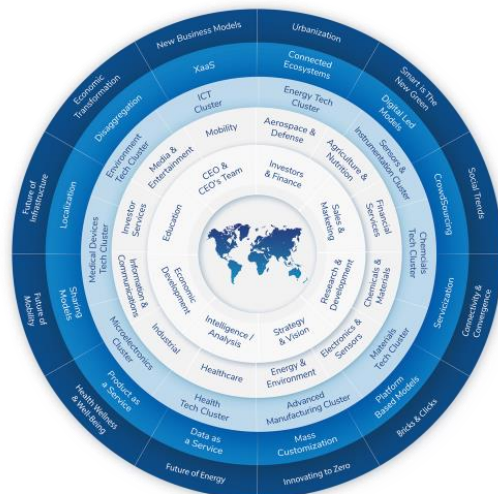 New Business Models
Urbanization
Smart is The
New Green
Social Trends
Connectivity &
Convergence
Bricks & Clicks
Innovating to Zero
Future of Energy
Health Wellness
& Well-Being
Future of
Mobility
Future of
Infrastructure
Economic
Transformation
XaaS
Connected
Ecosystems
Digital Led
Models
CrowdSourcing
Servicization
Platform
Based Models
Mass
Customization
Data as
a Service
Product as
a Service
Sharing
Models
Localization
Disaggregation
ICT
Cluster
Energy Tech
Cluster
Sensors &
Instrumentation Cluster
Chemcials
Tech Cluster
Materials
Tech Cluster
Advanced
Manufacturing Cluster
Health
Tech Cluster
Microelectronics
Cluster
Medical Devices
Tech Cluster
Environment
Tech Cluster
Mobility
Aerospace &
Defense
Agriculture &
Nutrition
Financial
Services
Chemicals
& Materials
Electronics &
Sensors
Energy &
Environment
Healthcare
Industrial
Information &
Communications
Investor
Services
Media &
Entertainment
CEO &
CEO's Team
Investors
& Finance
Sales &
Marketing
Research &
Development
Strategy
& Vision
Intelligence /
Analysis
Economic
Development
Education